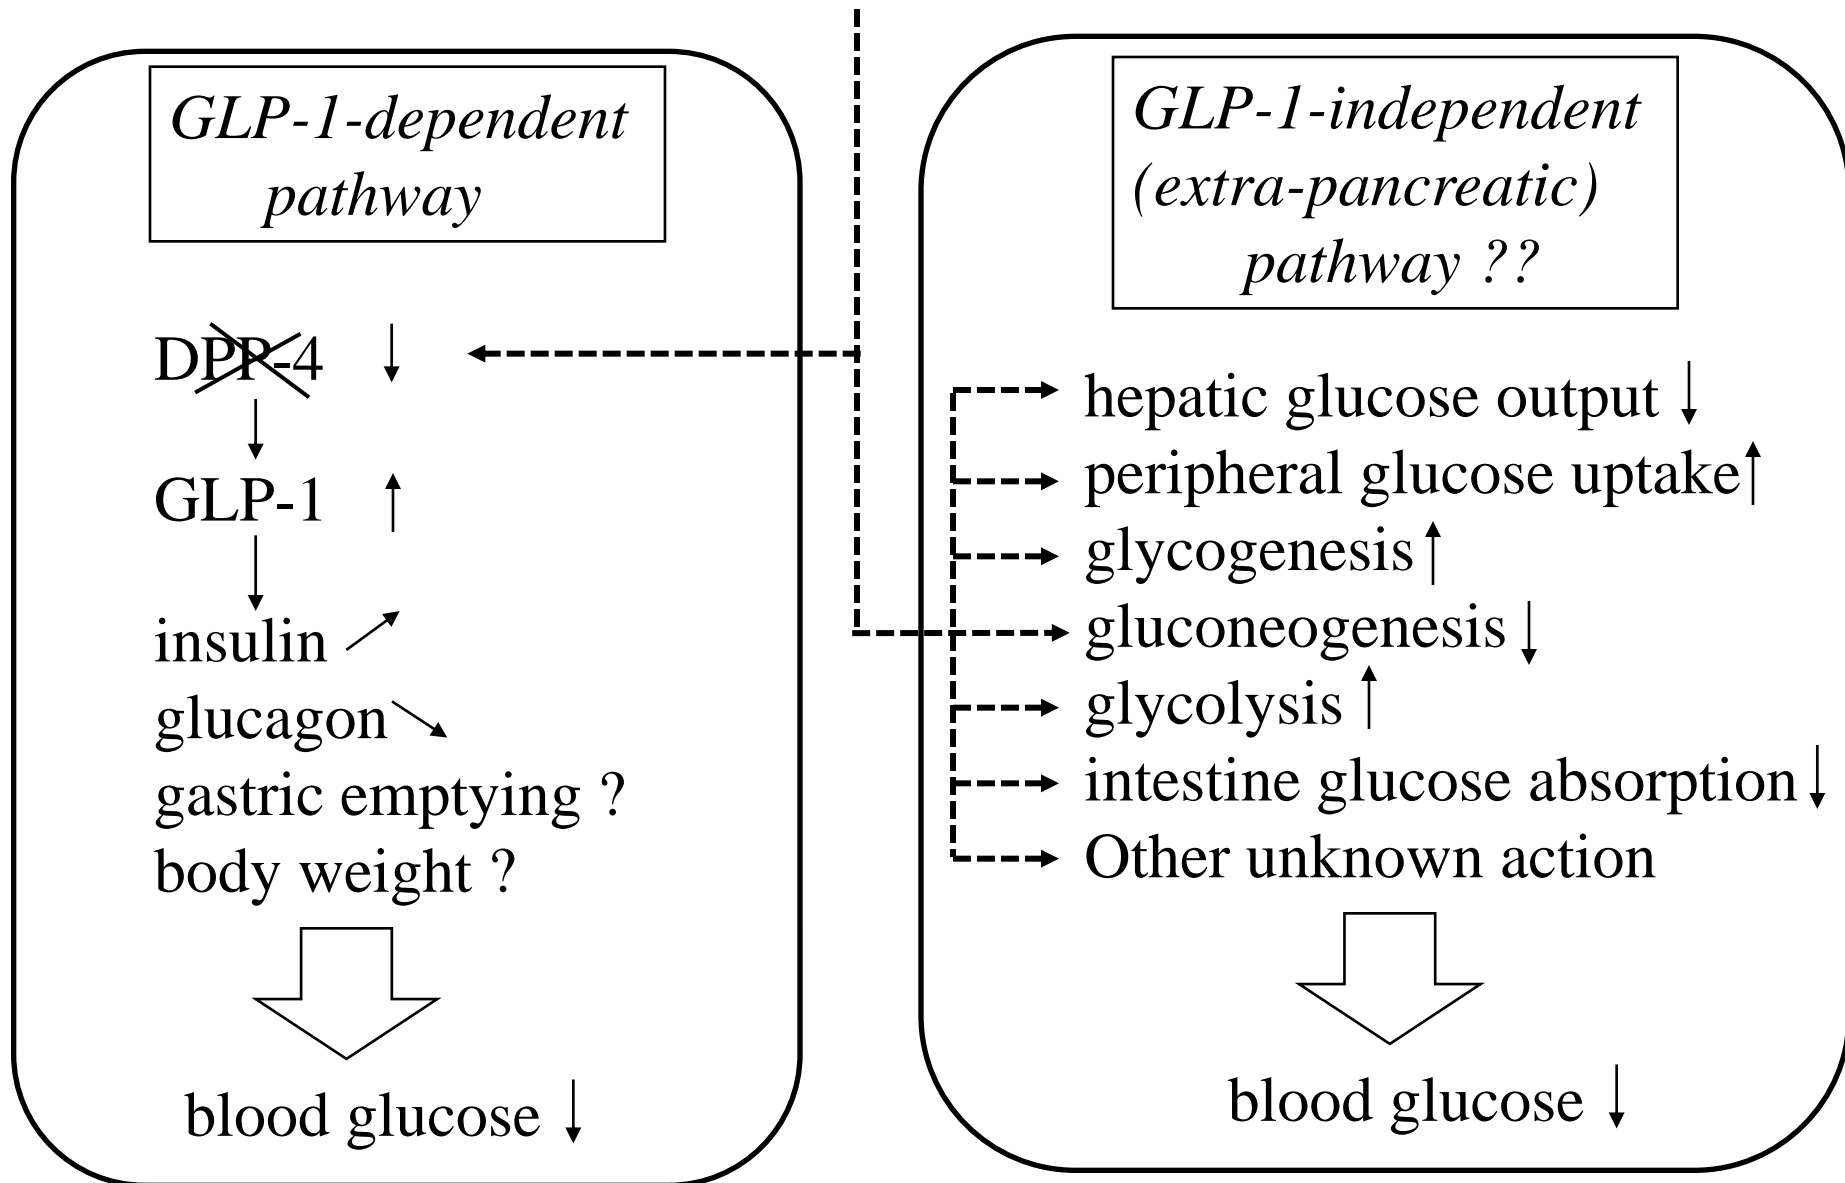 GLP-1-dependent
pathway
DPP-4 ↓
GLP-1 ↑
insulin ↗
glucagon ↘
gastric emptying ?
body weight ?
blood glucose ↓
GLP-1-independent
(extra-pancreatic)
pathway ??
hepatic glucose output ↓
peripheral glucose uptake ↑
glycogenesis ↑
gluconeogenesis ↓
glycolysis ↑
intestine glucose absorption ↓
Other unknown action
blood glucose ↓